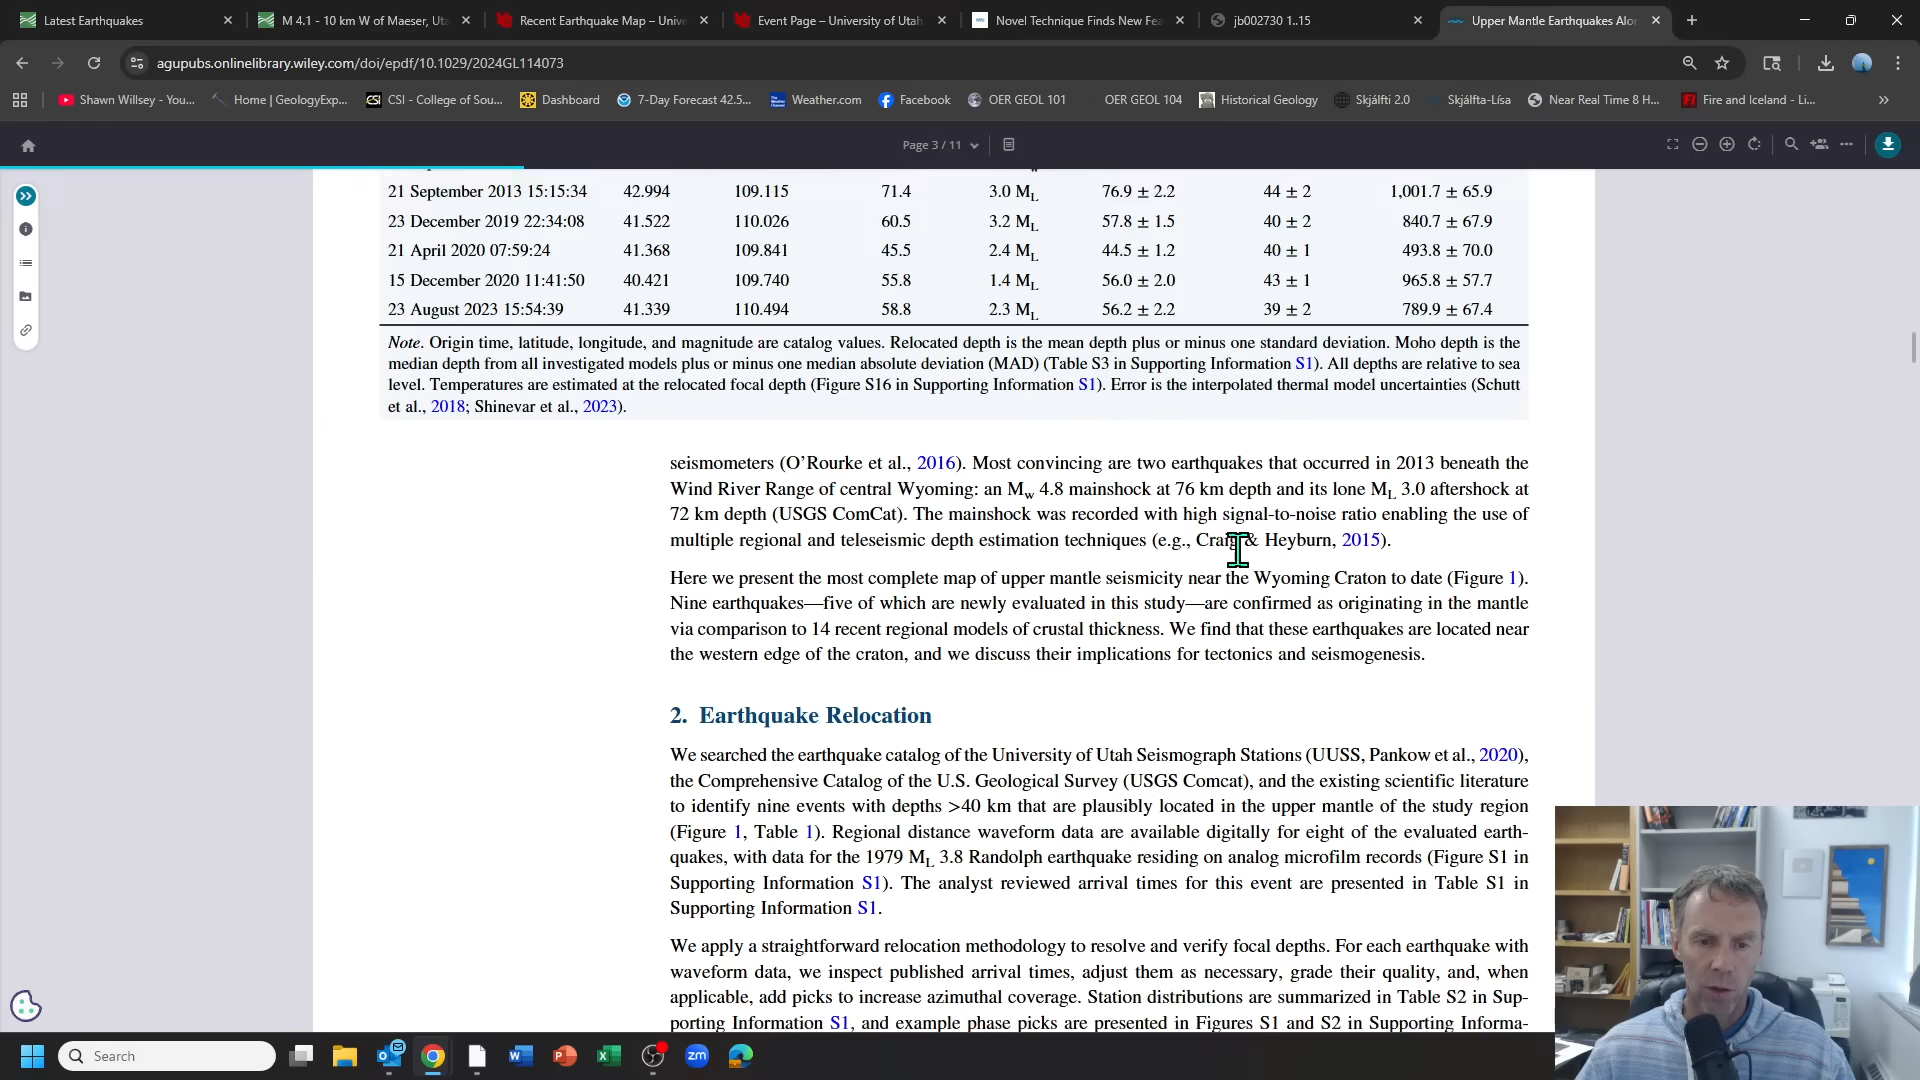 Latest Earthquakes
M 4.1 - 10 km W of Maeser, Uta
Recent Earthquake Map – Unive
Event Page – University of Utah
Novel Technique Finds New Fea
jb002730 1..15
Upper Mantle Earthquakes Alo
agupubs.onlinelibrary.wiley.com/doi/epdf/10.1029/2024GL114073
Shawn Willsey - You...
Home | GeologyExp...
CSI - College of Sou...
Dashboard
7-Day Forecast 42.5...
Weather.com
Facebook
OER GEOL 101
OER GEOL 104
Historical Geology
Skjálfti 2.0
Skjálfta-Lísa
Near Real Time 8 H...
Fire and Iceland - Li...
Page 3 / 11
21 September 2013 15:15:34 42.994 109.115 71.4 3.0 ML 76.9 ± 2.2 44 ± 2 1,001.7 ± 65.9
23 December 2019 22:34:08 41.522 110.026 60.5 3.2 ML 57.8 ± 1.5 40 ± 2 840.7 ± 67.9
21 April 2020 07:59:24 41.368 109.841 45.5 2.4 ML 44.5 ± 1.2 40 ± 1 493.8 ± 70.0
15 December 2020 11:41:50 40.421 109.740 55.8 1.4 ML 56.0 ± 2.0 43 ± 1 965.8 ± 57.7
23 August 2023 15:54:39 41.339 110.494 58.8 2.3 ML 56.2 ± 2.2 39 ± 2 789.9 ± 67.4
Note. Origin time, latitude, longitude, and magnitude are catalog values. Relocated depth is the mean depth plus or minus one standard deviation. Moho depth is the
median depth from all investigated models plus or minus one median absolute deviation (MAD) (Table S3 in Supporting Information S1). All depths are relative to sea
level. Temperatures are estimated at the relocated focal depth (Figure S16 in Supporting Information S1). Error is the interpolated thermal model uncertainties (Schutt
et al., 2018; Shinevar et al., 2023).
seismometers (O’Rourke et al., 2016). Most convincing are two earthquakes that occurred in 2013 beneath the
Wind River Range of central Wyoming: an Mw 4.8 mainshock at 76 km depth and its lone ML 3.0 aftershock at
72 km depth (USGS ComCat). The mainshock was recorded with high signal-to-noise ratio enabling the use of
multiple regional and teleseismic depth estimation techniques (e.g., Craig & Heyburn, 2015).
Here we present the most complete map of upper mantle seismicity near the Wyoming Craton to date (Figure 1).
Nine earthquakes—five of which are newly evaluated in this study—are confirmed as originating in the mantle
via comparison to 14 recent regional models of crustal thickness. We find that these earthquakes are located near
the western edge of the craton, and we discuss their implications for tectonics and seismogenesis.
2. Earthquake Relocation
We searched the earthquake catalog of the University of Utah Seismograph Stations (UUSS, Pankow et al., 2020),
the Comprehensive Catalog of the U.S. Geological Survey (USGS Comcat), and the existing scientific literature
to identify nine events with depths >40 km that are plausibly located in the upper mantle of the study region
(Figure 1, Table 1). Regional distance waveform data are available digitally for eight of the evaluated earth-
quakes, with data for the 1979 ML 3.8 Randolph earthquake residing on analog microfilm records (Figure S1 in
Supporting Information S1). The analyst reviewed arrival times for this event are presented in Table S1 in
Supporting Information S1.
We apply a straightforward relocation methodology to resolve and verify focal depths. For each earthquake with
waveform data, we inspect published arrival times, adjust them as necessary, grade their quality, and, when
applicable, add picks to increase azimuthal coverage. Station distributions are summarized in Table S2 in Sup-
porting Information S1, and example phase picks are presented in Figures S1 and S2 in Supporting Informa-
Search